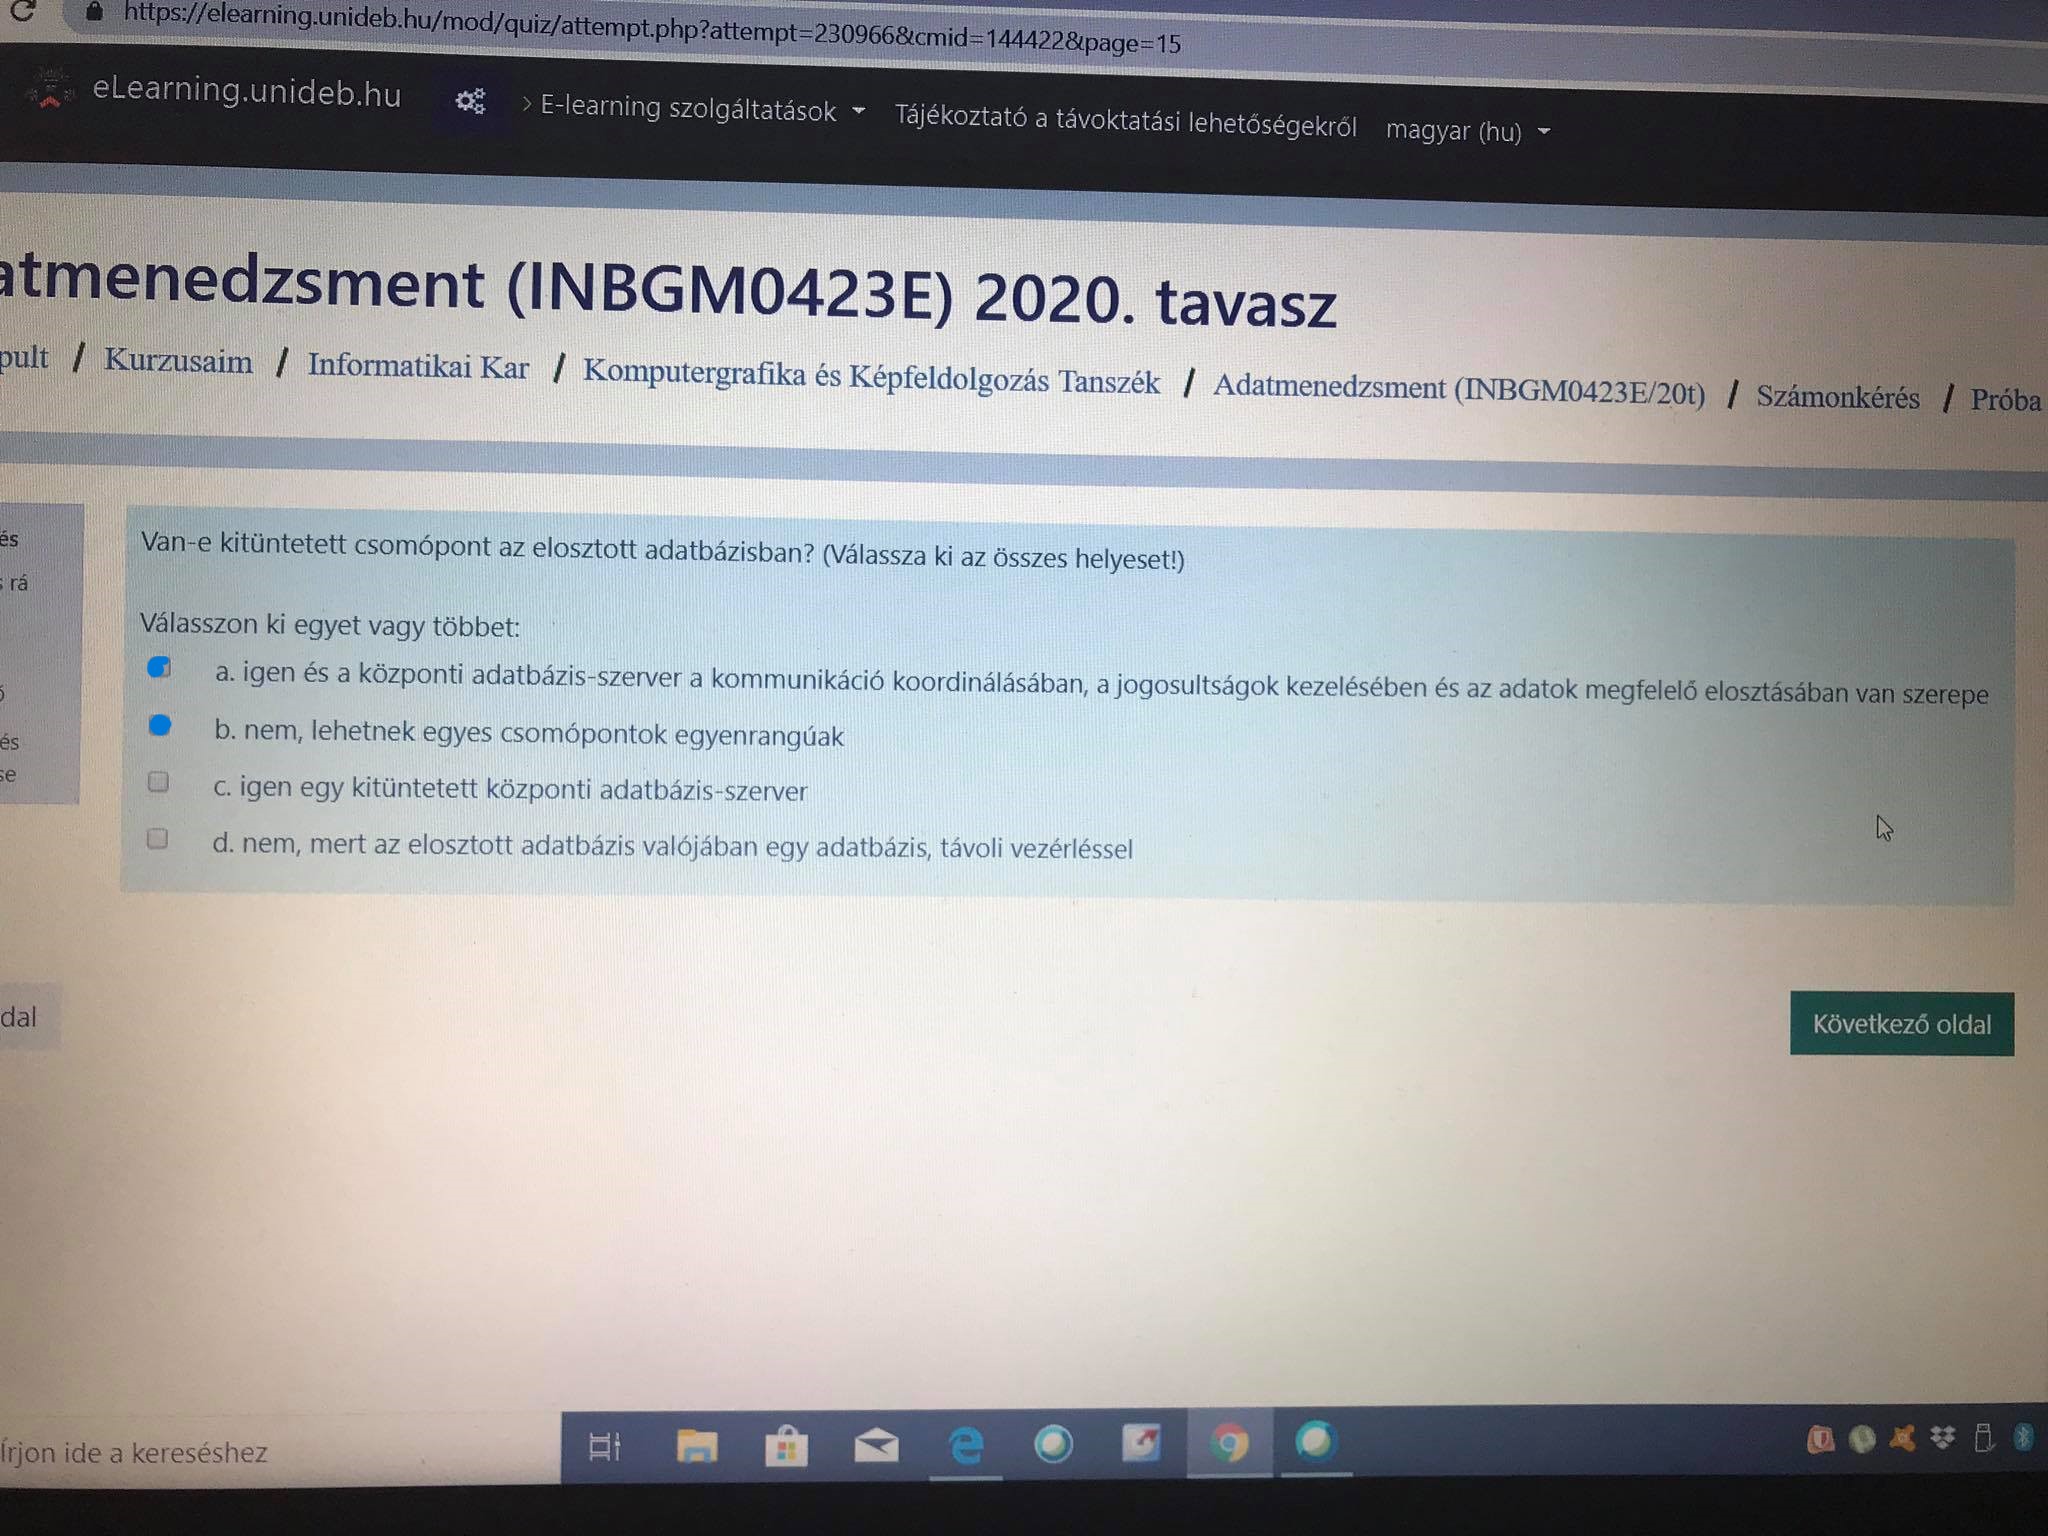 https://elearning.unideb.hu/mod/quiz/attempt.php?attempt=230966&cmid=144422&page=15
eLearning.unideb.hu > E-learning szolgáltatások Tájékoztató a távoktatási lehetőségekről magyar (hu)
atmenedzsment (INBGM0423E) 2020. tavasz
pult / Kurzusaim / Informatikai Kar / Komputergrafika és Képfeldolgozás Tanszék / Adatmenedzsment (INBGM0423E/20t) / Számonkérés / Próba
és
rá
és
se
Van-e kitüntetett csomópont az elosztott adatbázisban? (Válassza ki az összes helyeset!)
Válasszon ki egyet vagy többet:
a. igen és a központi adatbázis-szerver a kommunikáció koordinálásában, a jogosultságok kezelésében és az adatok megfelelő elosztásában van szerepe
b. nem, lehetnek egyes csomópontok egyenrangúak
c. igen egy kitüntetett központi adatbázis-szerver
d. nem, mert az elosztott adatbázis valójában egy adatbázis, távoli vezérléssel
dal
Következő oldal
Írjon ide a kereséshez